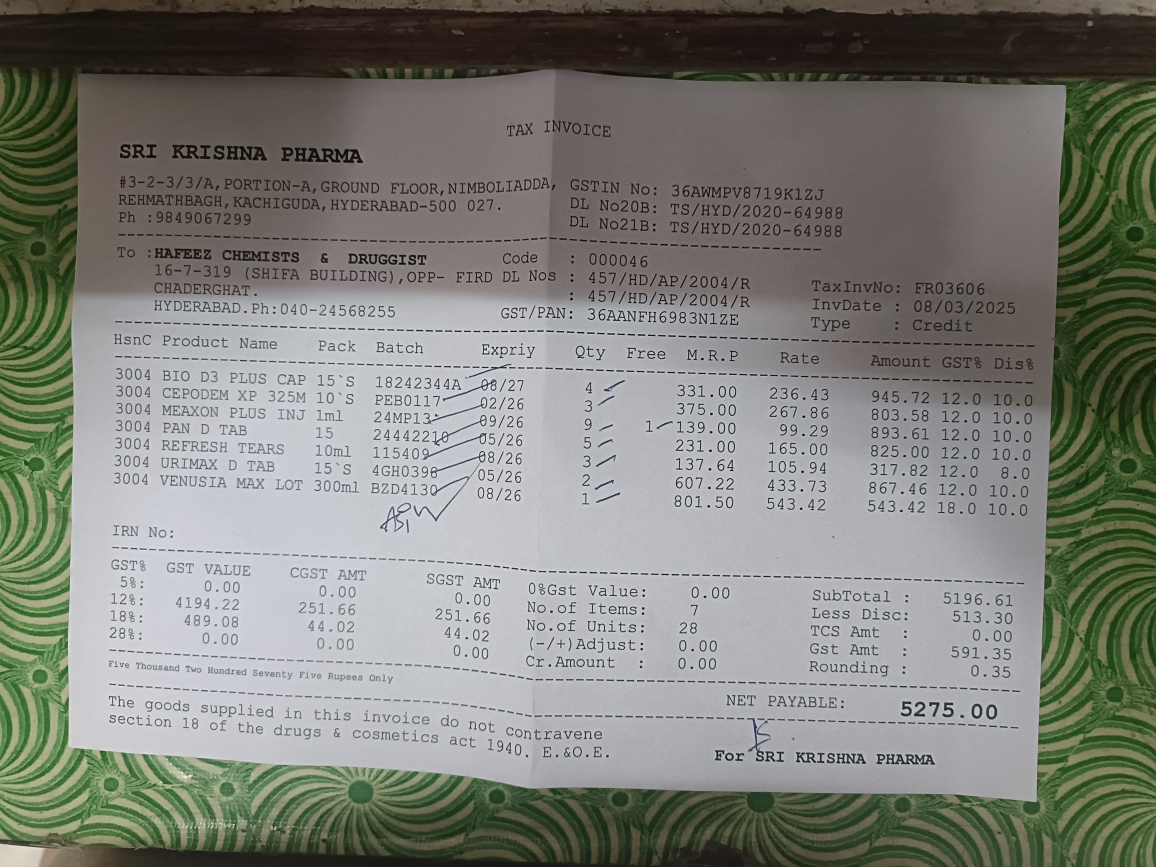 TAX INVOICE
SRI KRISHNA PHARMA
#3-2-3/3/A,PORTION-A,GROUND FLOOR,NIMBOLIADDA, GSTIN No: 36AWMPV8719K1ZJ
REHMATHBAGH,KACHIGUDA,HYDERABAD-500 027. DL No20B: TS/HYD/2020-64988
Ph :9849067299 DL No21B: TS/HYD/2020-64988
To :HAFEEZ CHEMISTS & DRUGGIST Code : 000046
16-7-319 (SHIFA BUILDING),OPP- FIRD DL Nos : 457/HD/AP/2004/R TaxInvNo: FR03606
CHADERGHAT. : 457/HD/AP/2004/R InvDate : 08/03/2025
HYDERABAD.Ph:040-24568255 GST/PAN: 36AANFH6983N1ZE Type : Credit
HsnC Product Name Pack Batch Expriy Qty Free M.R.P Rate Amount GST% Dis%
3004 BIO D3 PLUS CAP 15`S 18242344A 08/27 4 331.00 236.43 945.72 12.0 10.0
3004 CEPODEM XP 325M 10`S PEB0117 02/26 3 375.00 267.86 803.58 12.0 10.0
3004 MEAXON PLUS INJ 1ml 24MP13 09/26 9 1 139.00 99.29 893.61 12.0 10.0
3004 PAN D TAB 15 24442210 05/26 5 231.00 165.00 825.00 12.0 10.0
3004 REFRESH TEARS 10ml 115409 08/26 3 137.64 105.94 317.82 12.0 8.0
3004 URIMAX D TAB 15`S 4GH0396 05/26 2 607.22 433.73 867.46 12.0 10.0
3004 VENUSIA MAX LOT 300ml BZD4130 08/26 1 801.50 543.42 543.42 18.0 10.0
IRN No:
GST% GST VALUE CGST AMT SGST AMT 0%Gst Value: 0.00 SubTotal : 5196.61
5%: 0.00 0.00 0.00 No.of Items: 7 Less Disc: 513.30
12%: 4194.22 251.66 251.66 No.of Units: 28 TCS Amt : 0.00
18%: 489.08 44.02 44.02 (-/+)Adjust: 0.00 Gst Amt : 591.35
28%: 0.00 0.00 0.00 Cr.Amount : 0.00 Rounding : 0.35
Five Thousand Two Hundred Seventy Five Rupees Only
NET PAYABLE: 5275.00
The goods supplied in this invoice do not contravene
section 18 of the drugs & cosmetics act 1940. E.&O.E.
For SRI KRISHNA PHARMA